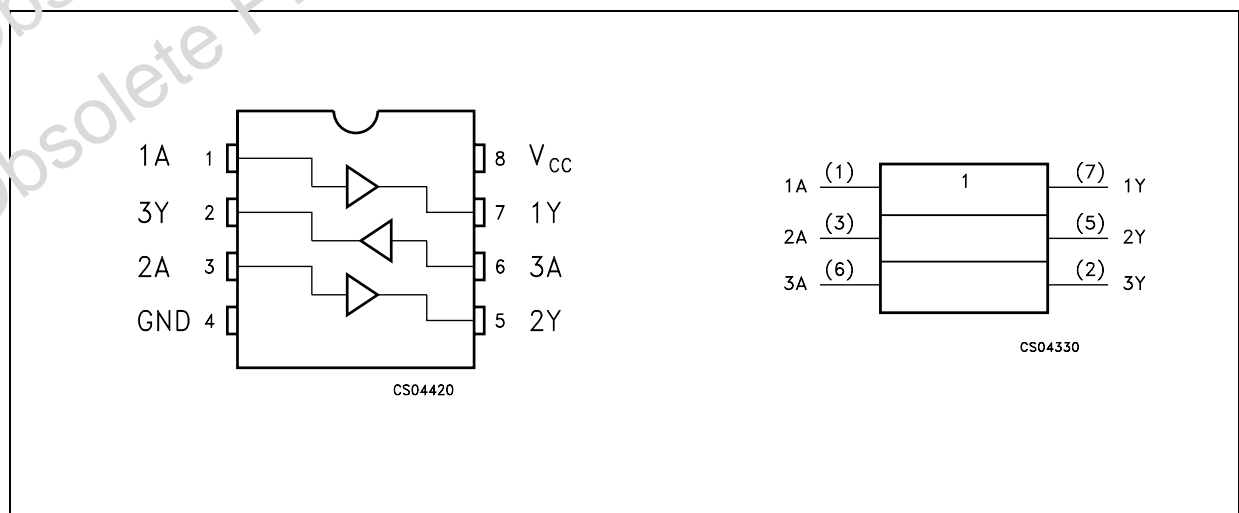 Obsolete P
1A 1
3Y 2
2A 3
GND 4
8 VCC
7 1Y
6 3A
5 2Y
CS04420
1A (1)
2A (3)
3A (6)
1
(7) 1Y
(5) 2Y
(2) 3Y
CS04330